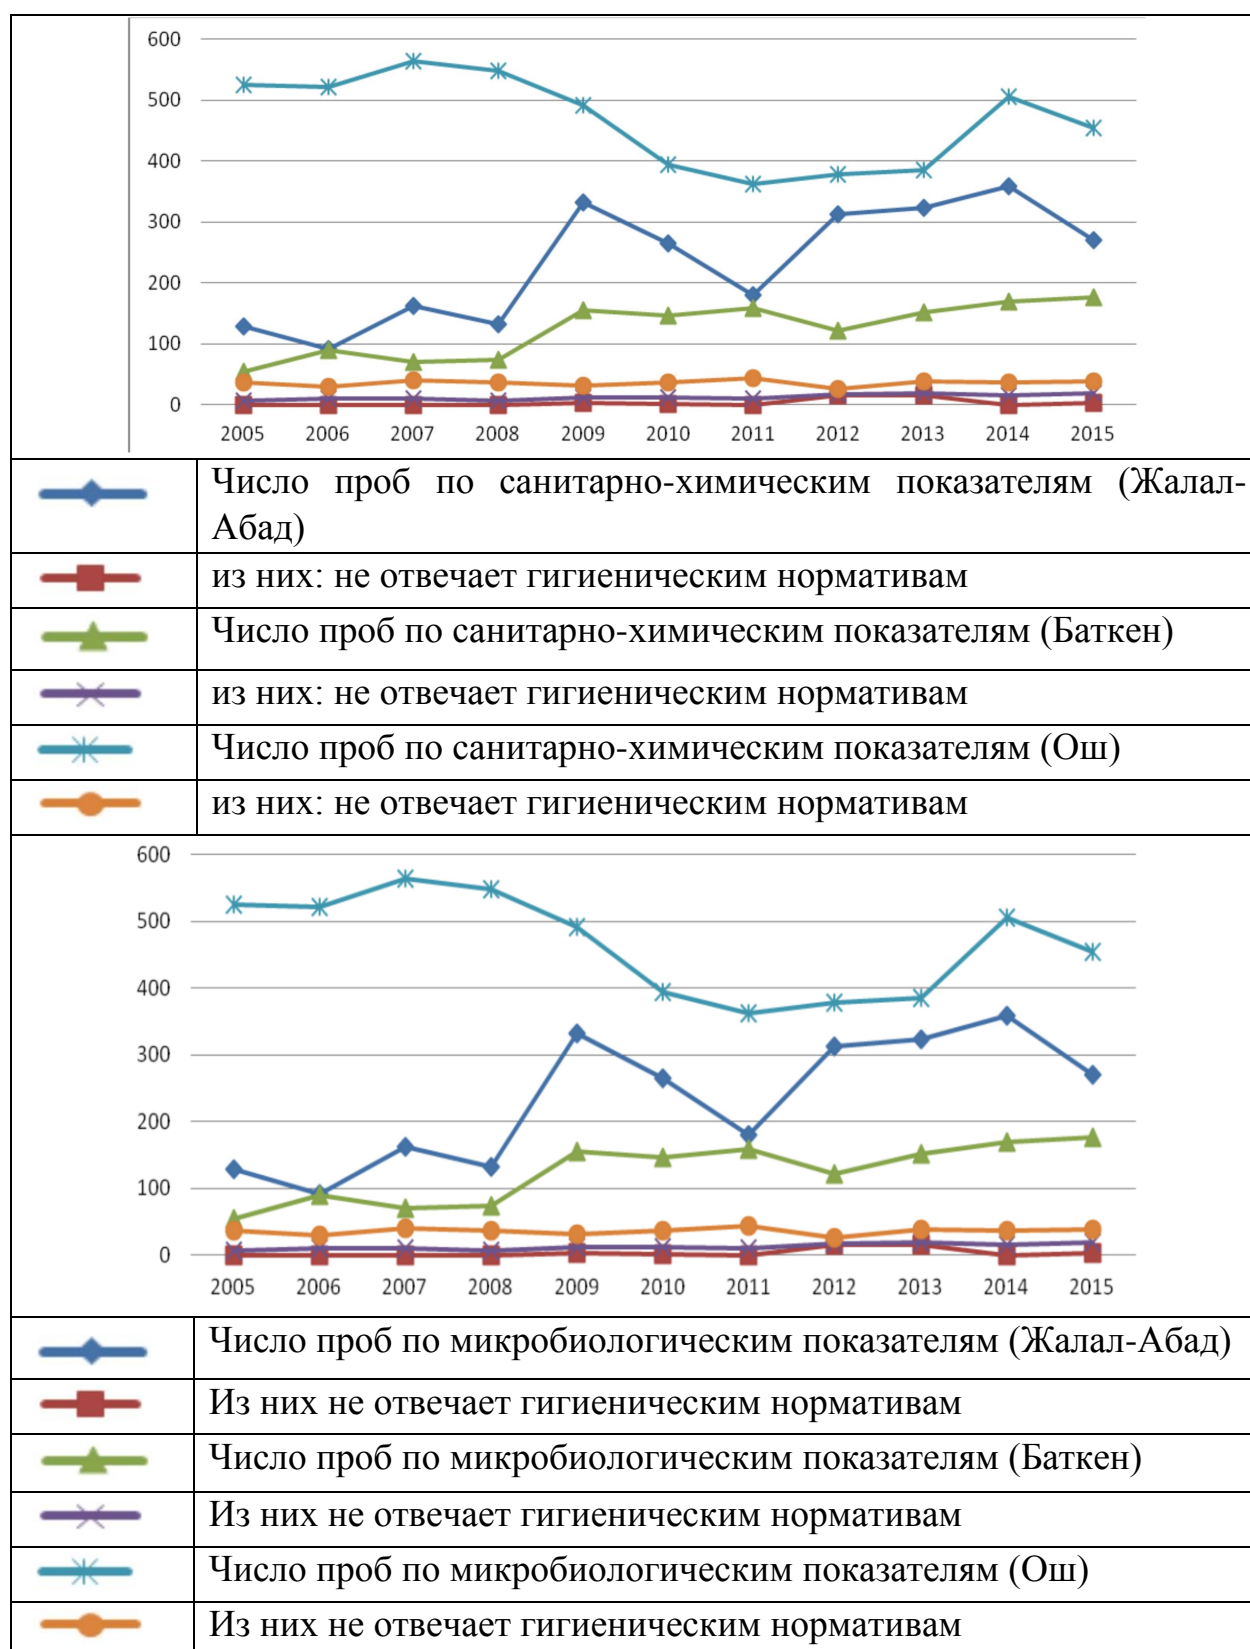 600
500
400
300
200
100
0
2005 2006 2007 2008 2009 2010 2011 2012 2013 2014 2015
Число проб по санитарно-химическим показателям (Жалал-
Абад)
из них: не отвечает гигиеническим нормативам
Число проб по санитарно-химическим показателям (Баткен)
из них: не отвечает гигиеническим нормативам
Число проб по санитарно-химическим показателям (Ош)
из них: не отвечает гигиеническим нормативам
600
500
400
300
200
100
0
2005 2006 2007 2008 2009 2010 2011 2012 2013 2014 2015
Число проб по микробиологическим показателям (Жалал-Абад)
Из них не отвечает гигиеническим нормативам
Число проб по микробиологическим показателям (Баткен)
Из них не отвечает гигиеническим нормативам
Число проб по микробиологическим показателям (Ош)
Из них не отвечает гигиеническим нормативам